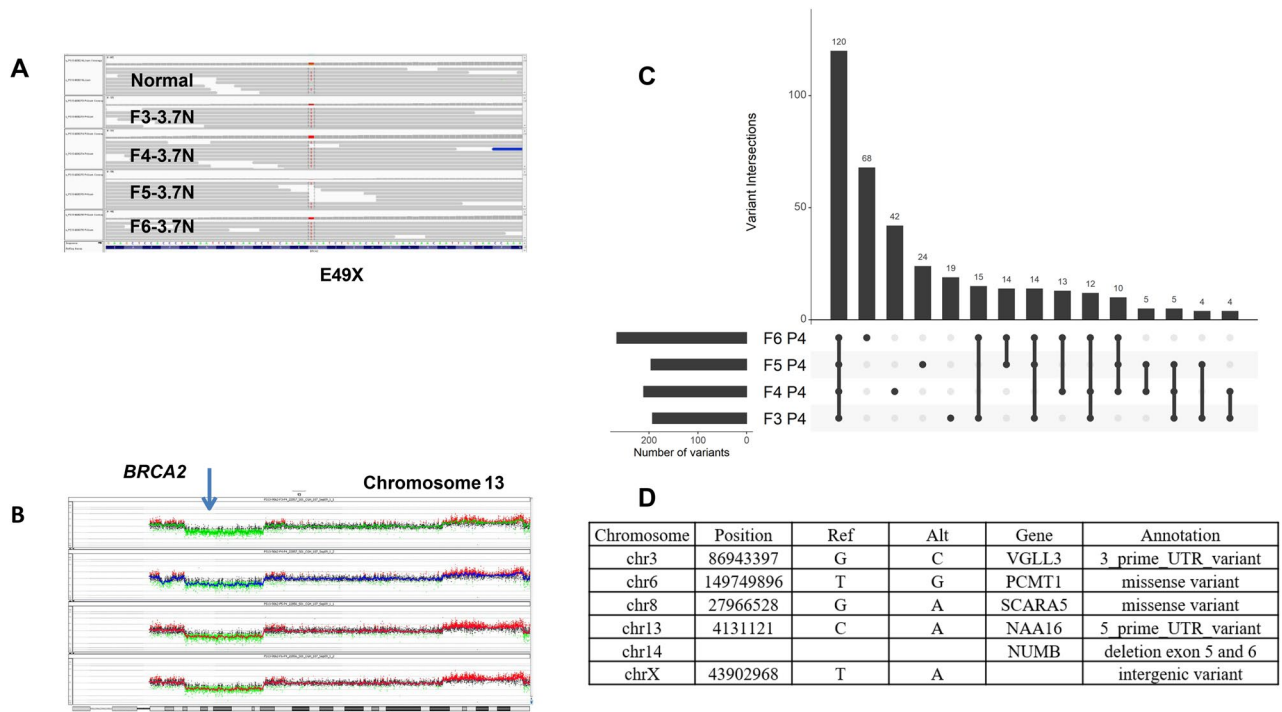 A
Normal
F3-3.7N
F4-3.7N
F5-3.7N
F6-3.7N
E49X
B
BRCA2
Chromosome 13
C
Variant Intersections
100
50
0
120
68
42
24
19
15
14
14
13
12
10
5
5
4
4
F6 P4
F5 P4
F4 P4
F3 P4
200 100 0
Number of variants
D
Chromosome Position Ref Alt Gene Annotation
chr3 86943397 G C VGLL3 3_prime_UTR_variant
chr6 149749896 T G PCMT1 missense variant
chr8 27966528 G A SCARA5 missense variant
chr13 4131121 C A NAA16 5_prime_UTR_variant
chr14 NUMB deletion exon 5 and 6
chrX 43902968 T A intergenic variant